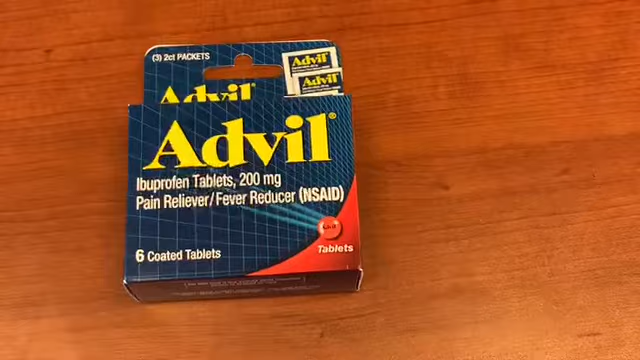 (3) 2ct PACKETS
Advil
Advil
Advil
Advil®
Ibuprofen Tablets, 200 mg
Pain Reliever/Fever Reducer (NSAID)
Tablets
6 Coated Tablets